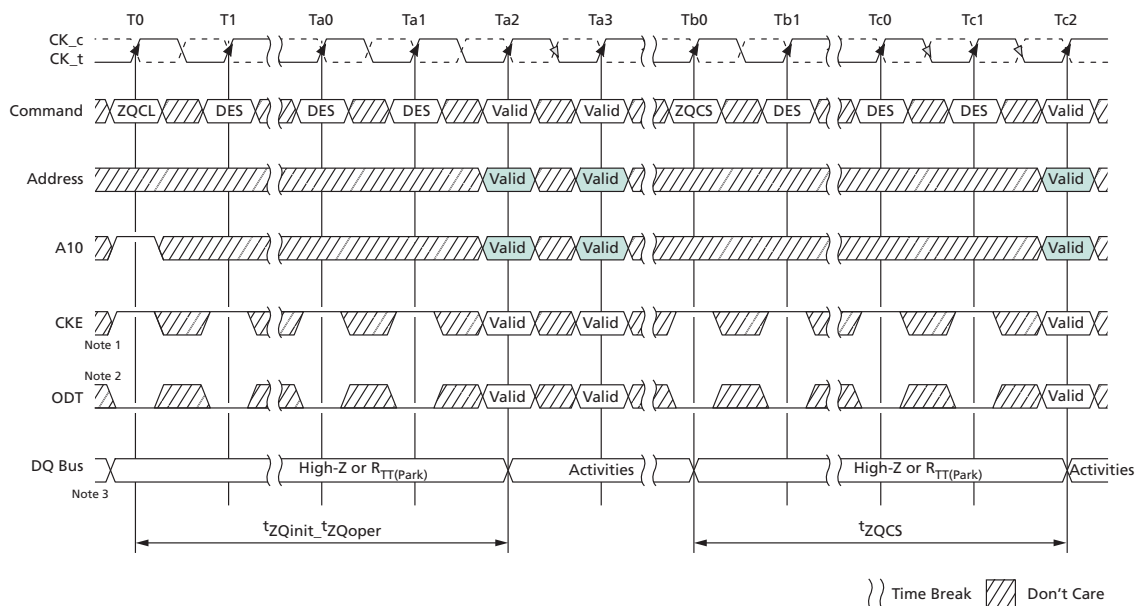 T0 T1 Ta0 Ta1 Ta2 Ta3 Tb0 Tb1 Tc0 Tc1 Tc2
CK_c
CK_t
Command ZQCL DES DES DES Valid Valid ZQCS DES DES DES Valid
Address Valid Valid Valid
A10 Valid Valid Valid
CKE Valid Valid Valid
Note 1
Note 2
ODT Valid Valid Valid
DQ Bus High-Z or RTT(Park) Activities High-Z or RTT(Park) Activities
Note 3
tZQinit_tZQoper tZQCS
Time Break Don't Care